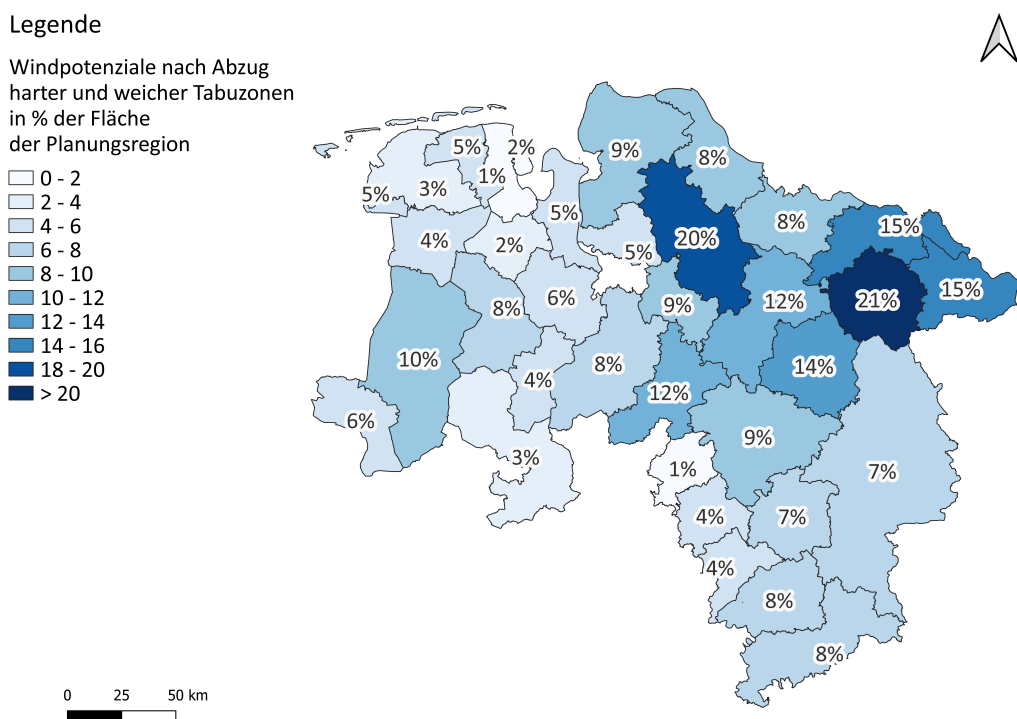 Legende
Windpotenziale nach Abzug
harter und weicher Tabuzonen
in % der Fläche
der Planungsregion
0 - 2
2 - 4
4 - 6
6 - 8
8 - 10
10 - 12
12 - 14
14 - 16
18 - 20
> 20
5%
2%
9%
8%
1%
5%
3%
5%
8%
15%
4%
2%
5%
20%
15%
6%
8%
9%
12%
21%
10%
8%
14%
4%
12%
6%
9%
3%
1%
7%
4%
7%
4%
8%
8%
0 25 50 km